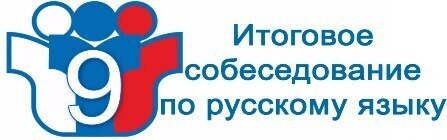 9
Итоговое
собеседование
по русскому языку